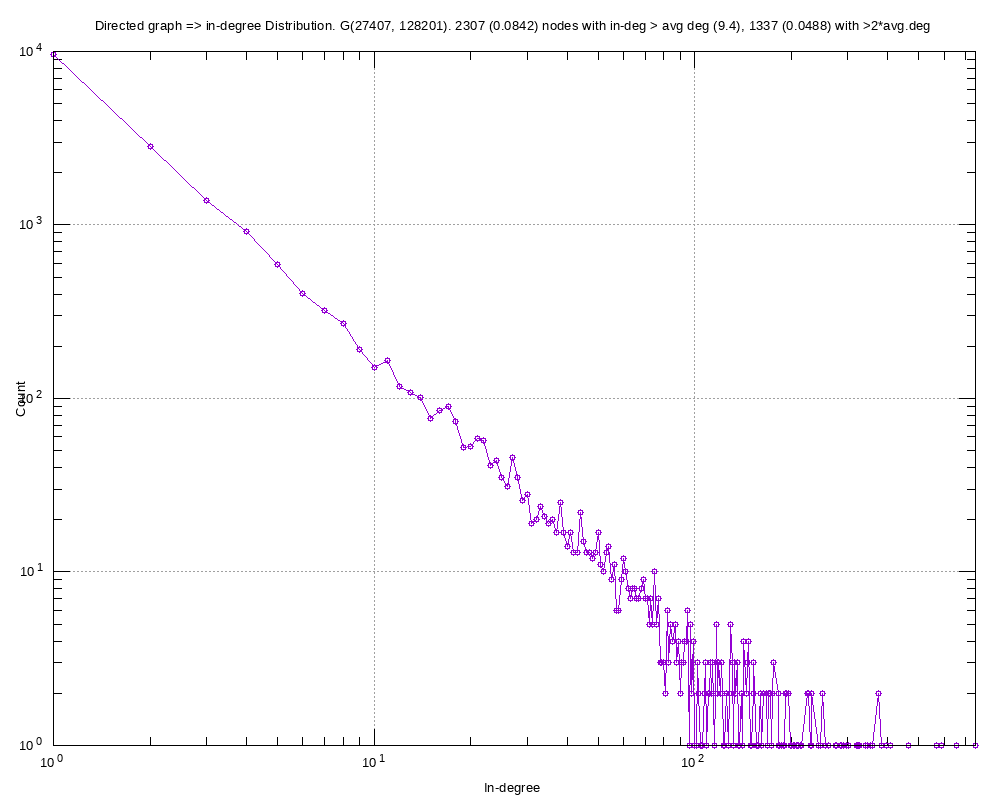 Directed graph => in-degree Distribution. G(27407, 128201). 2307 (0.0842) nodes with in-deg > avg deg (9.4), 1337 (0.0488) with >2*avg.deg
10^4
10^3
10^2
10^1
10^0
Count
10^0 10^1 10^2
In-degree